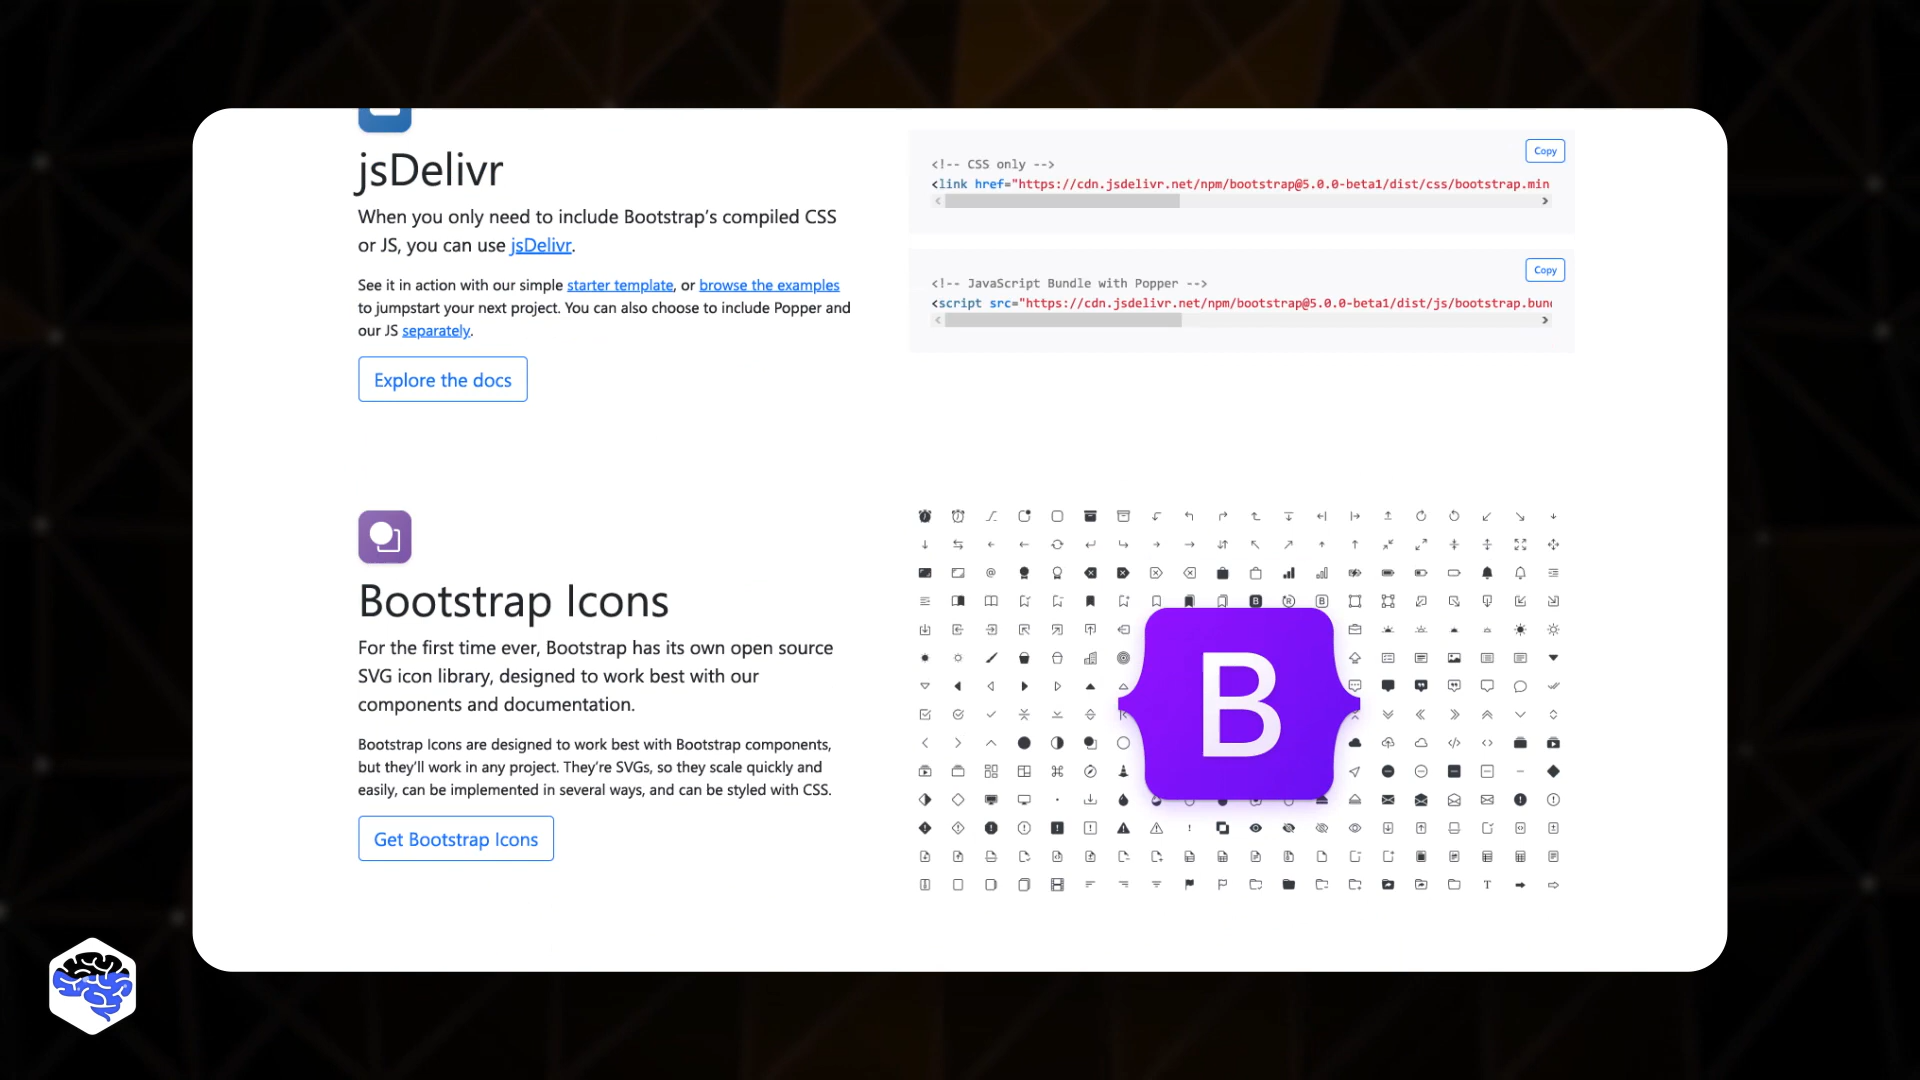 jsDelivr
When you only need to include Bootstrap’s compiled CSS
or JS, you can use jsDelivr.
See it in action with our simple starter template, or browse the examples
to jumpstart your next project. You can also choose to include Popper and
our JS separately.
Explore the docs
Copy
<!-- CSS only -->
<link href="https://cdn.jsdelivr.net/npm/bootstrap@5.0.0-beta1/dist/css/bootstrap.min
Copy
<!-- JavaScript Bundle with Popper -->
<script src="https://cdn.jsdelivr.net/npm/bootstrap@5.0.0-beta1/dist/js/bootstrap.bun
Bootstrap Icons
For the first time ever, Bootstrap has its own open source
SVG icon library, designed to work best with our
components and documentation.
Bootstrap Icons are designed to work best with Bootstrap components,
but they’ll work in any project. They’re SVGs, so they scale quickly and
easily, can be implemented in several ways, and can be styled with CSS.
Get Bootstrap Icons
B